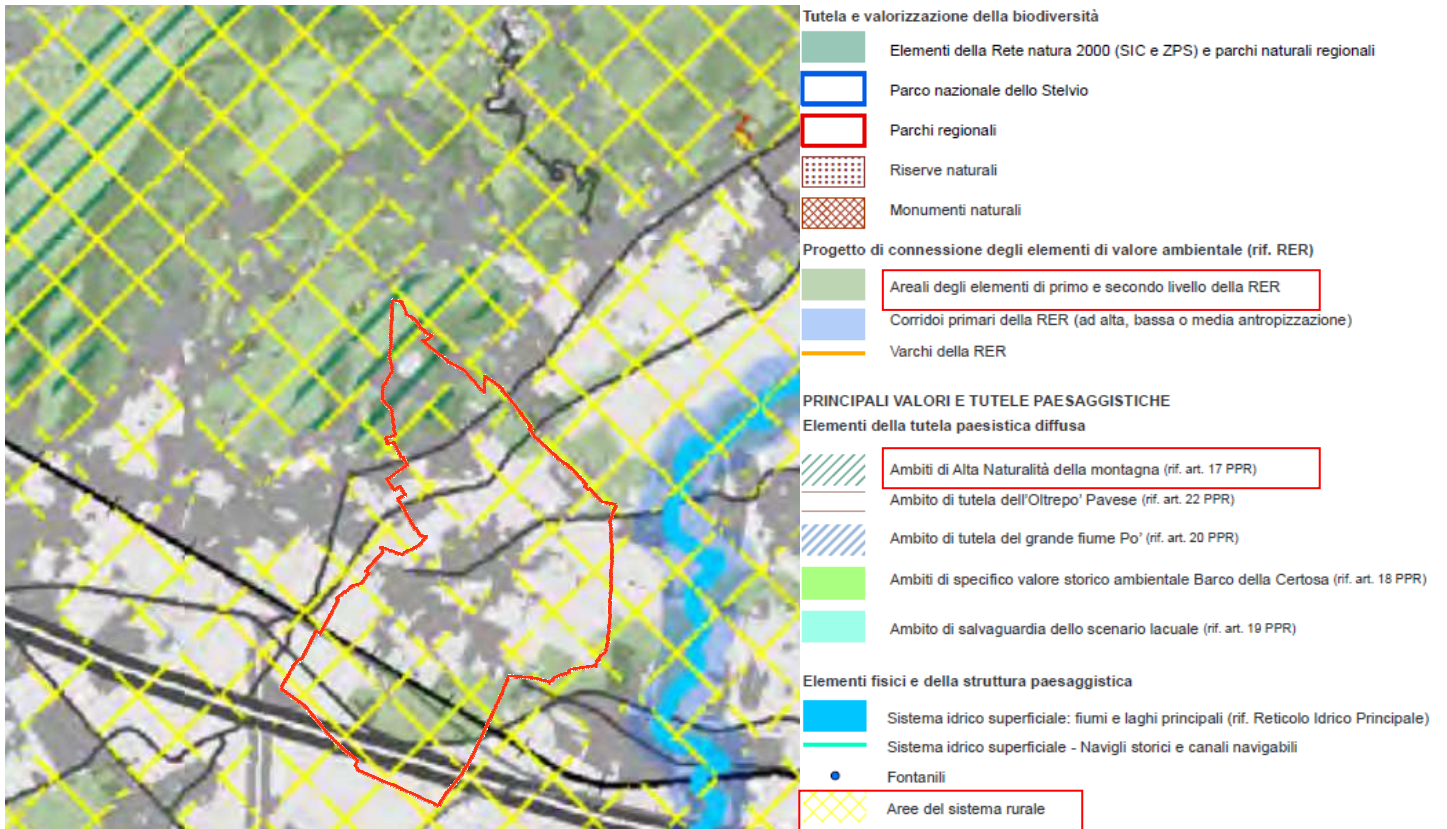 Tutela e valorizzazione della biodiversità
Elementi della Rete natura 2000 (SIC e ZPS) e parchi naturali regionali
Parco nazionale dello Stelvio
Parchi regionali
Riserve naturali
Monumenti naturali
Progetto di connessione degli elementi di valore ambientale (rif. RER)
Areali degli elementi di primo e secondo livello della RER
Corridoi primari della RER (ad alta, bassa o media antropizzazione)
Varchi della RER
PRINCIPALI VALORI E TUTELE PAESAGGISTICHE
Elementi della tutela paesistica diffusa
Ambiti di Alta Naturalità della montagna (rif. art. 17 PPR)
Ambito di tutela dell'Oltrepo' Pavese (rif. art. 22 PPR)
Ambito di tutela del grande fiume Po' (rif. art. 20 PPR)
Ambiti di specifico valore storico ambientale Barco della Certosa (rif. art. 18 PPR)
Ambito di salvaguardia dello scenario lacuale (rif. art. 19 PPR)
Elementi fisici e della struttura paesaggistica
Sistema idrico superficiale: fiumi e laghi principali (rif. Reticolo Idrico Principale)
Sistema idrico superficiale - Navigli storici e canali navigabili
Fontanili
Aree del sistema rurale